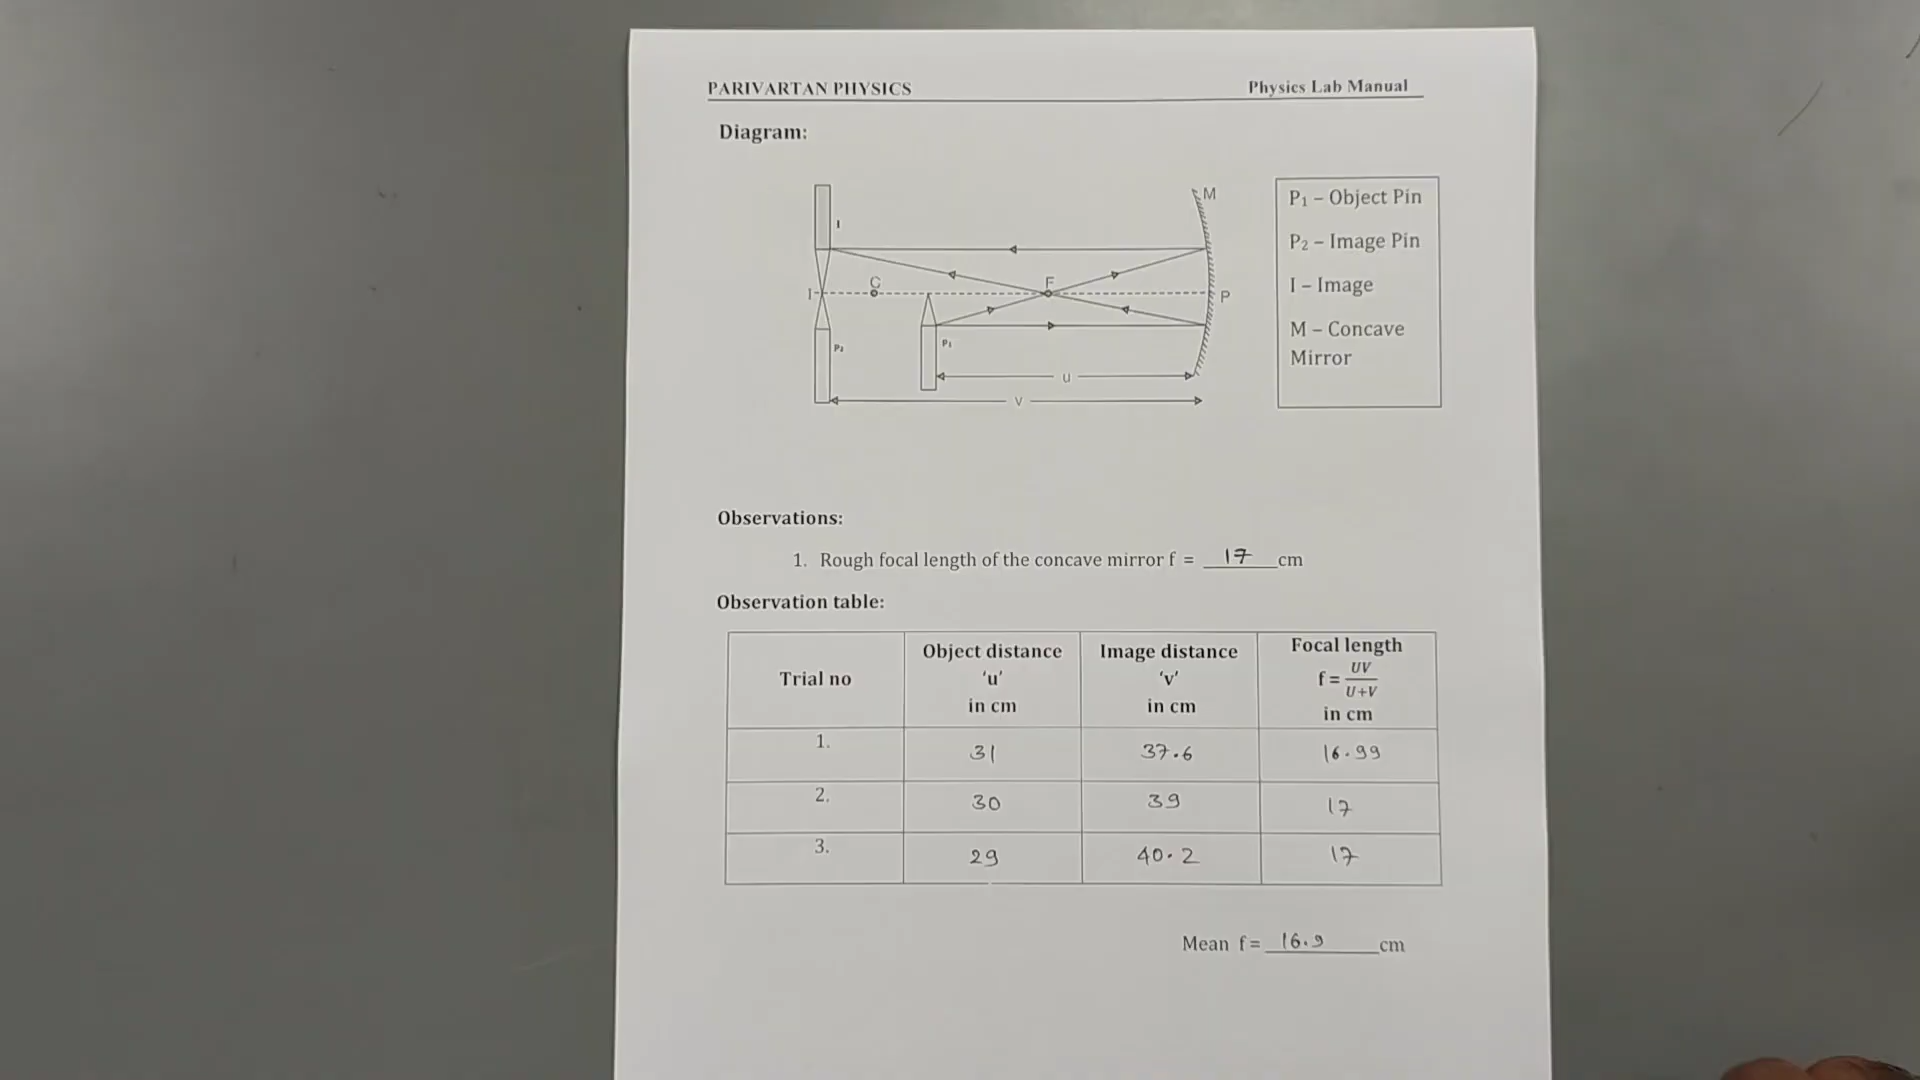 PARIVARTAN PHYSICS Physics Lab Manual
Diagram:
M
I
C
F
I
P
P₂
P₁
u
v
P₁ – Object Pin
P₂ – Image Pin
I – Image
M – Concave
Mirror
Observations:
1. Rough focal length of the concave mirror f = 17 cm
Observation table:
Trial no
Object distance
'u'
in cm
Image distance
'v'
in cm
Focal length
f = UV/U+V
in cm
1. 31 37.6 16.99
2. 30 39 17
3. 29 40.2 17
Mean f = 16.9 cm